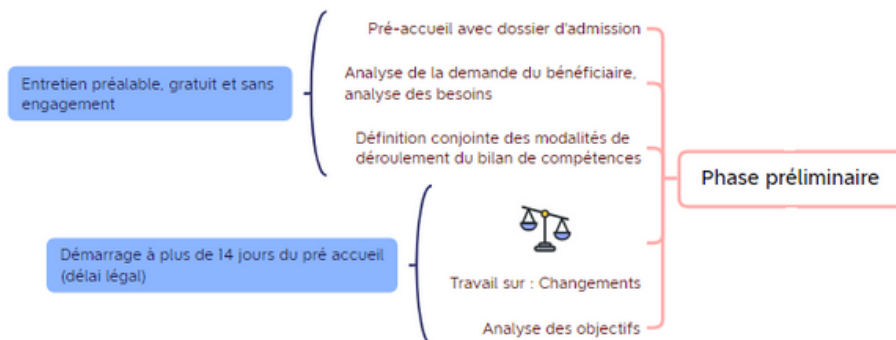 Pré-accueil avec dossier d'admission
Entretien préalable, gratuit et sans
engagement
Analyse de la demande du bénéficiaire,
analyse des besoins
Définition conjointe des modalités de
déroulement du bilan de compétences
Phase préliminaire
Démarrage à plus de 14 jours du pré accueil
(délai légal)
Travail sur : Changements
Analyse des objectifs